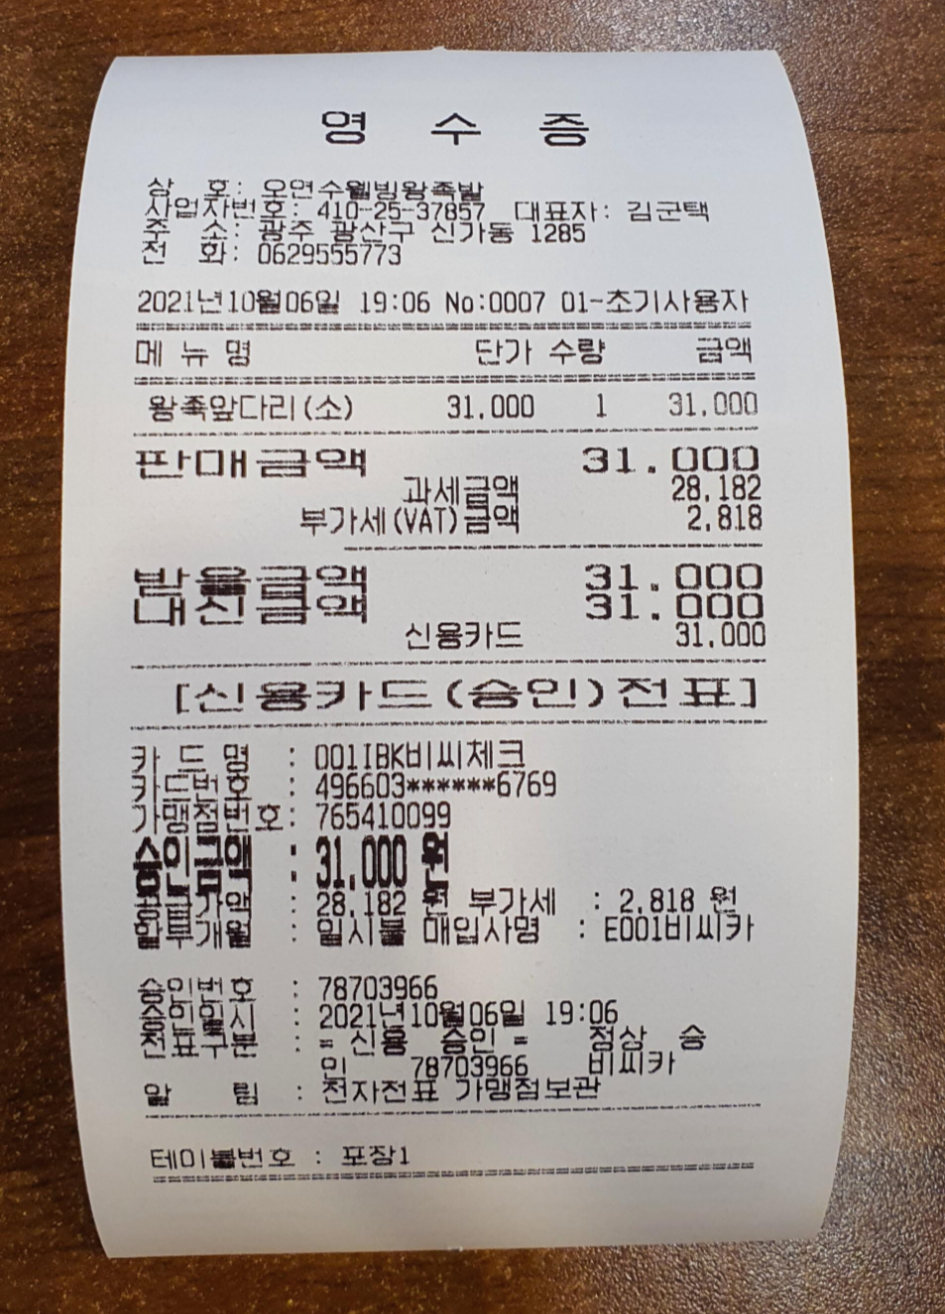 영 수 증
상 호: 오연수웰빙왕족발
사업자번호: 410-25-37857 대표자: 김군택
주 소: 광주 광산구 신가동 1285
전 화: 0629555773
2021년10월06일 19:06 No:0007 01-초기사용자
메 뉴 명 단가 수량 금액
왕족앞다리(소) 31,000 1 31,000
판매금액 31,000
과세금액 28,182
부가세(VAT)금액 2,818
받을금액 31,000
대신금액 31,000
신용카드 31,000
[신용카드(승인)전표]
카 드 명 : 001IBK비씨체크
카드번호 : 496603******6769
가맹점번호: 765410099
승인금액 : 31,000 원
공급가액 : 28,182 원 부가세 : 2,818 원
할부개월 : 일시불 매입사명 : E001비씨카
승인번호 : 78703966
승인일시 : 2021년10월06일 19:06
전표구분 : = 신용 승인 = 정상 승
인 78703966 비씨카
알 림 : 전자전표 가맹점보관
테이블번호 : 포장1